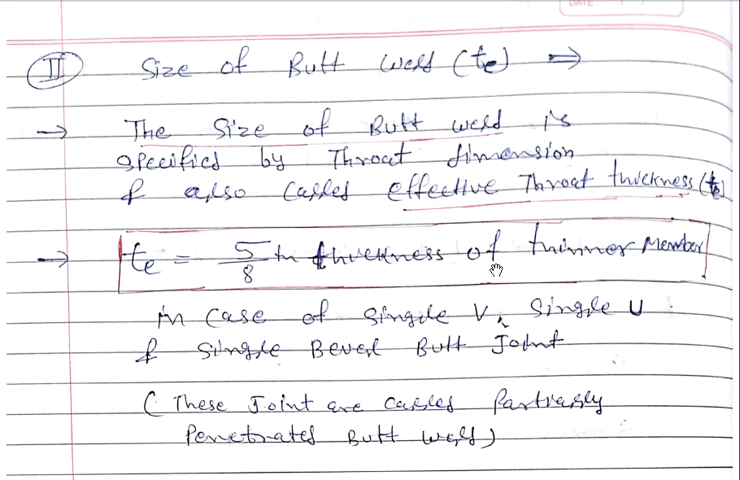 DATE
II Size of Butt weld (te) ⇒
→ The size of Butt weld is
specified by Throat dimension
& also called effective Throat thickness (te)
→ te = 5/8 th thickness of thinner Member
in case of single V, single U
& single Bevel Butt Joint
( These Joint are called Partially
Penetrated Butt weld )